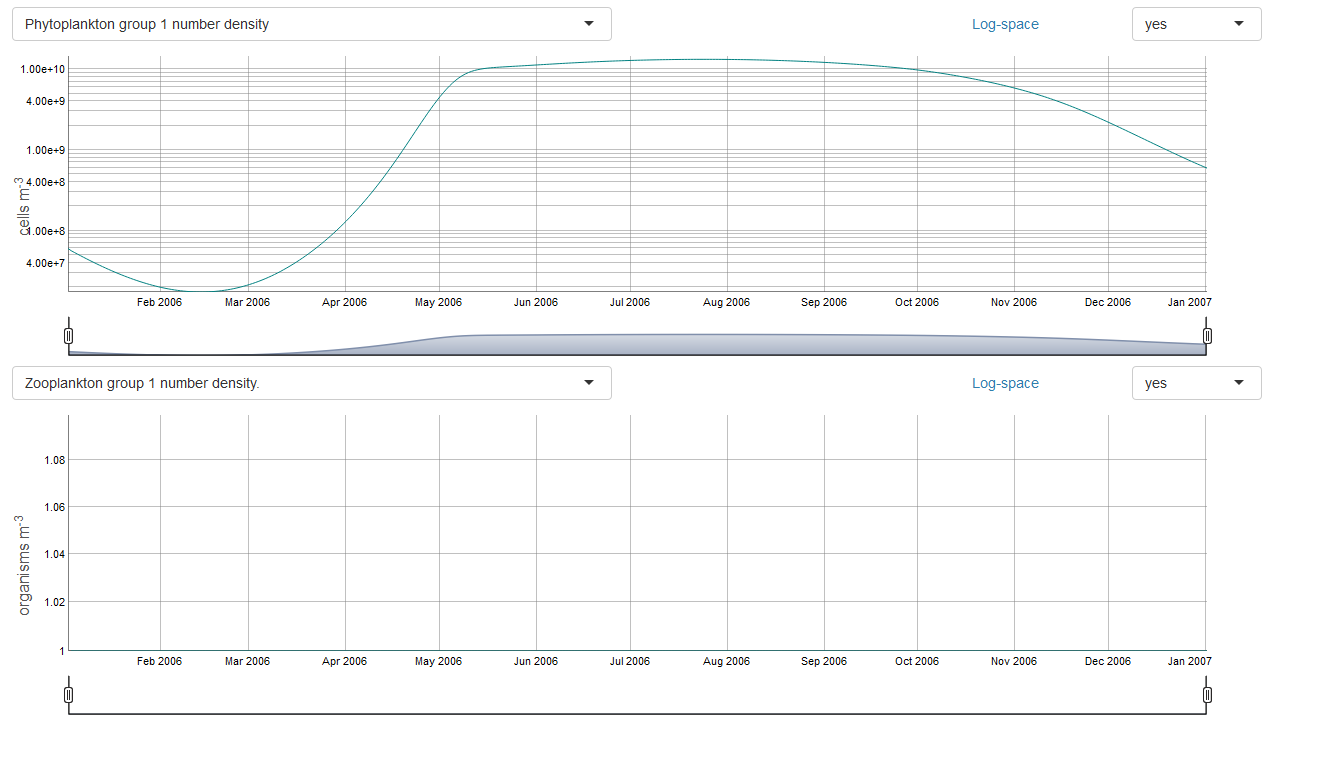 Phytoplankton group 1 number density
Log-space
yes
cells m-3
1.00e+10
4.00e+9
1.00e+9
4.00e+8
1.00e+8
4.00e+7
Feb 2006 Mar 2006 Apr 2006 May 2006 Jun 2006 Jul 2006 Aug 2006 Sep 2006 Oct 2006 Nov 2006 Dec 2006 Jan 2007
Zooplankton group 1 number density.
Log-space
yes
organisms m-3
1.08
1.06
1.04
1.02
1
Feb 2006 Mar 2006 Apr 2006 May 2006 Jun 2006 Jul 2006 Aug 2006 Sep 2006 Oct 2006 Nov 2006 Dec 2006 Jan 2007